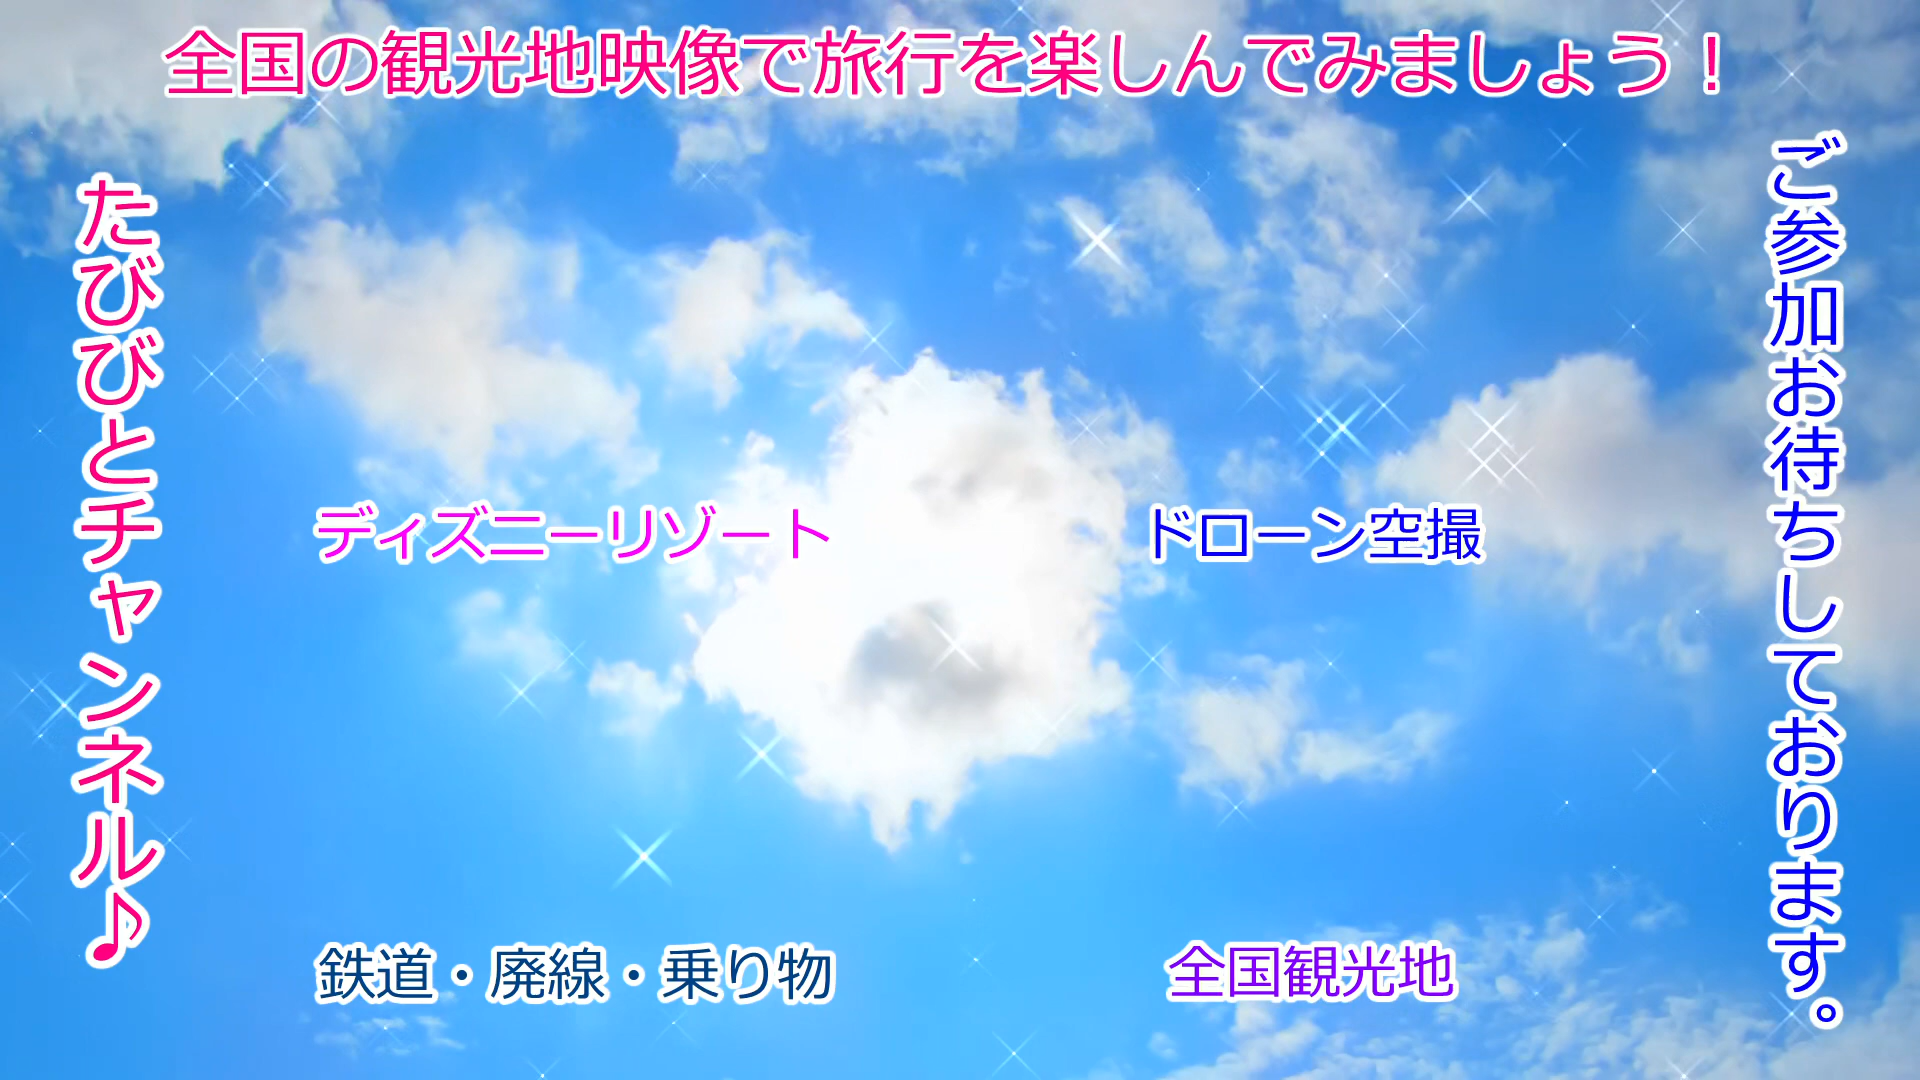 全国の観光地映像で旅行を楽しんでみましょう！
たびびとチャンネル♪
ご参加お待ちしております。
ディズニーリゾート
ドローン空撮
鉄道・廃線・乗り物
全国観光地